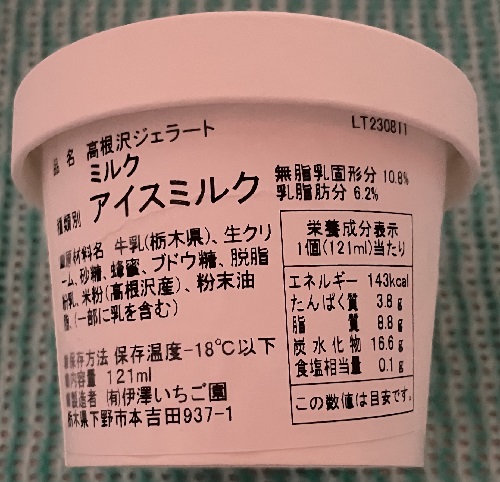 品 名 高根沢ジェラート
ミルク
種類別 アイスミルク
LT230811
無脂乳固形分 10.8%
乳脂肪分 6.2%
■原材料名 牛乳(栃木県)、生クリ
ーム、砂糖、蜂蜜、ブドウ糖、脱脂
粉乳、米粉(高根沢産)、粉末油
脂、(一部に乳を含む)
■保存方法 保存温度-18℃以下
■内容量 121ml
■製造者 ㈲伊澤いちご園
栃木県下野市本吉田937-1
栄養成分表示
1個(121ml)当たり
エネルギー 143kcal
たんぱく質 3.8g
脂質 8.8g
炭水化物 16.6g
食塩相当量 0.1g
この数値は目安です。